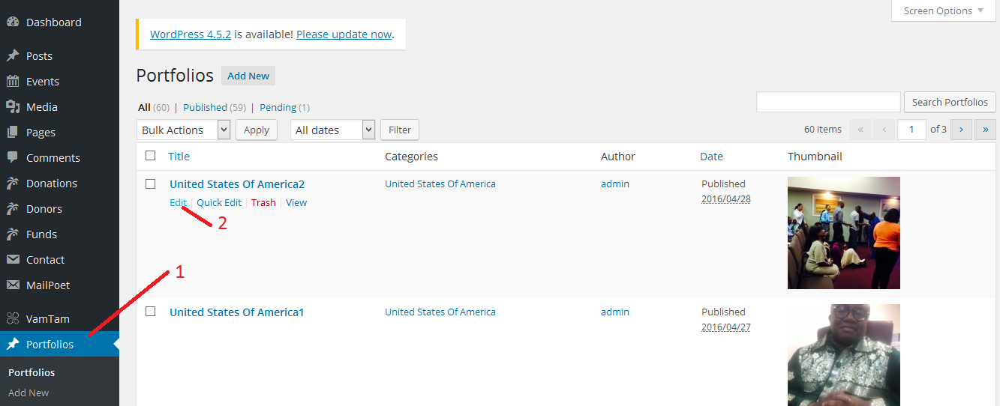 Dashboard
Posts
Events
Media
Pages
Comments
Donations
Donors
Funds
Contact
MailPoet
VamTam
Portfolios
Portfolios
Add New
Screen Options
WordPress 4.5.2 is available! Please update now.
Portfolios Add New
All (60) | Published (59) | Pending (1)
Search Portfolios
Bulk Actions Apply All dates Filter 60 items « ‹ 1 of 3 › »
Title Categories Author Date Thumbnail
United States Of America2 United States Of America admin Published
2016/04/28
Edit | Quick Edit | Trash | View
2
1
United States Of America1 United States Of America admin Published
2016/04/27